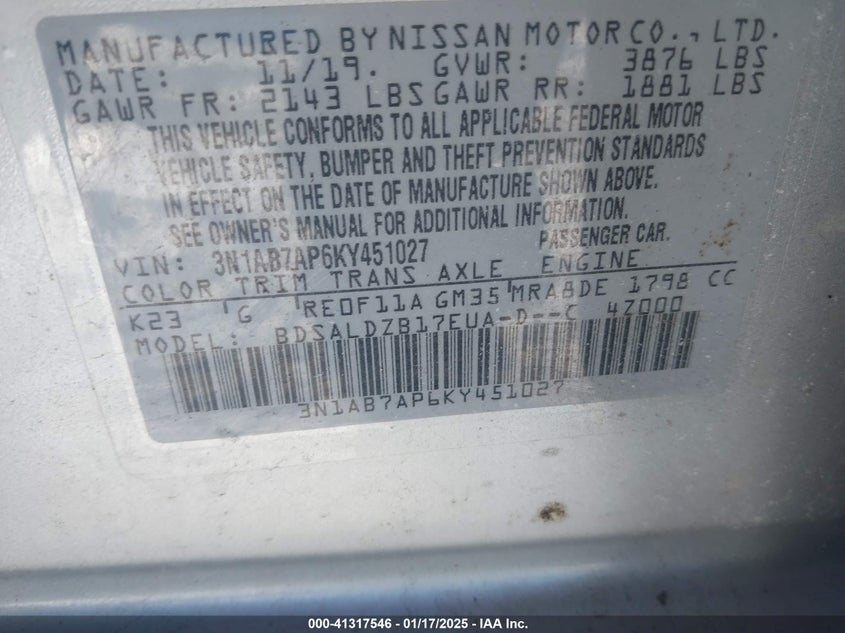 MANUFACTURED BY NISSAN MOTOR CO., LTD.
DATE: 11/19. GVWR: 3876 LBS
GAWR FR: 2143 LBS GAWR RR: 1881 LBS
THIS VEHICLE CONFORMS TO ALL APPLICABLE FEDERAL MOTOR
VEHICLE SAFETY, BUMPER AND THEFT PREVENTION STANDARDS
IN EFFECT ON THE DATE OF MANUFACTURE SHOWN ABOVE.
SEE OWNER'S MANUAL FOR ADDITIONAL INFORMATION.
VIN: 3N1AB7AP6KY451027 PASSENGER CAR.
COLOR TRIM TRANS AXLE ENGINE
K23 G RE0F11A GM35 MRA8DE 1798 CC
MODEL: BDSALDZB17EUA-D--C 4Z000
3N1AB7AP6KY451027
000-41317546 - 01/17/2025 - IAA Inc.